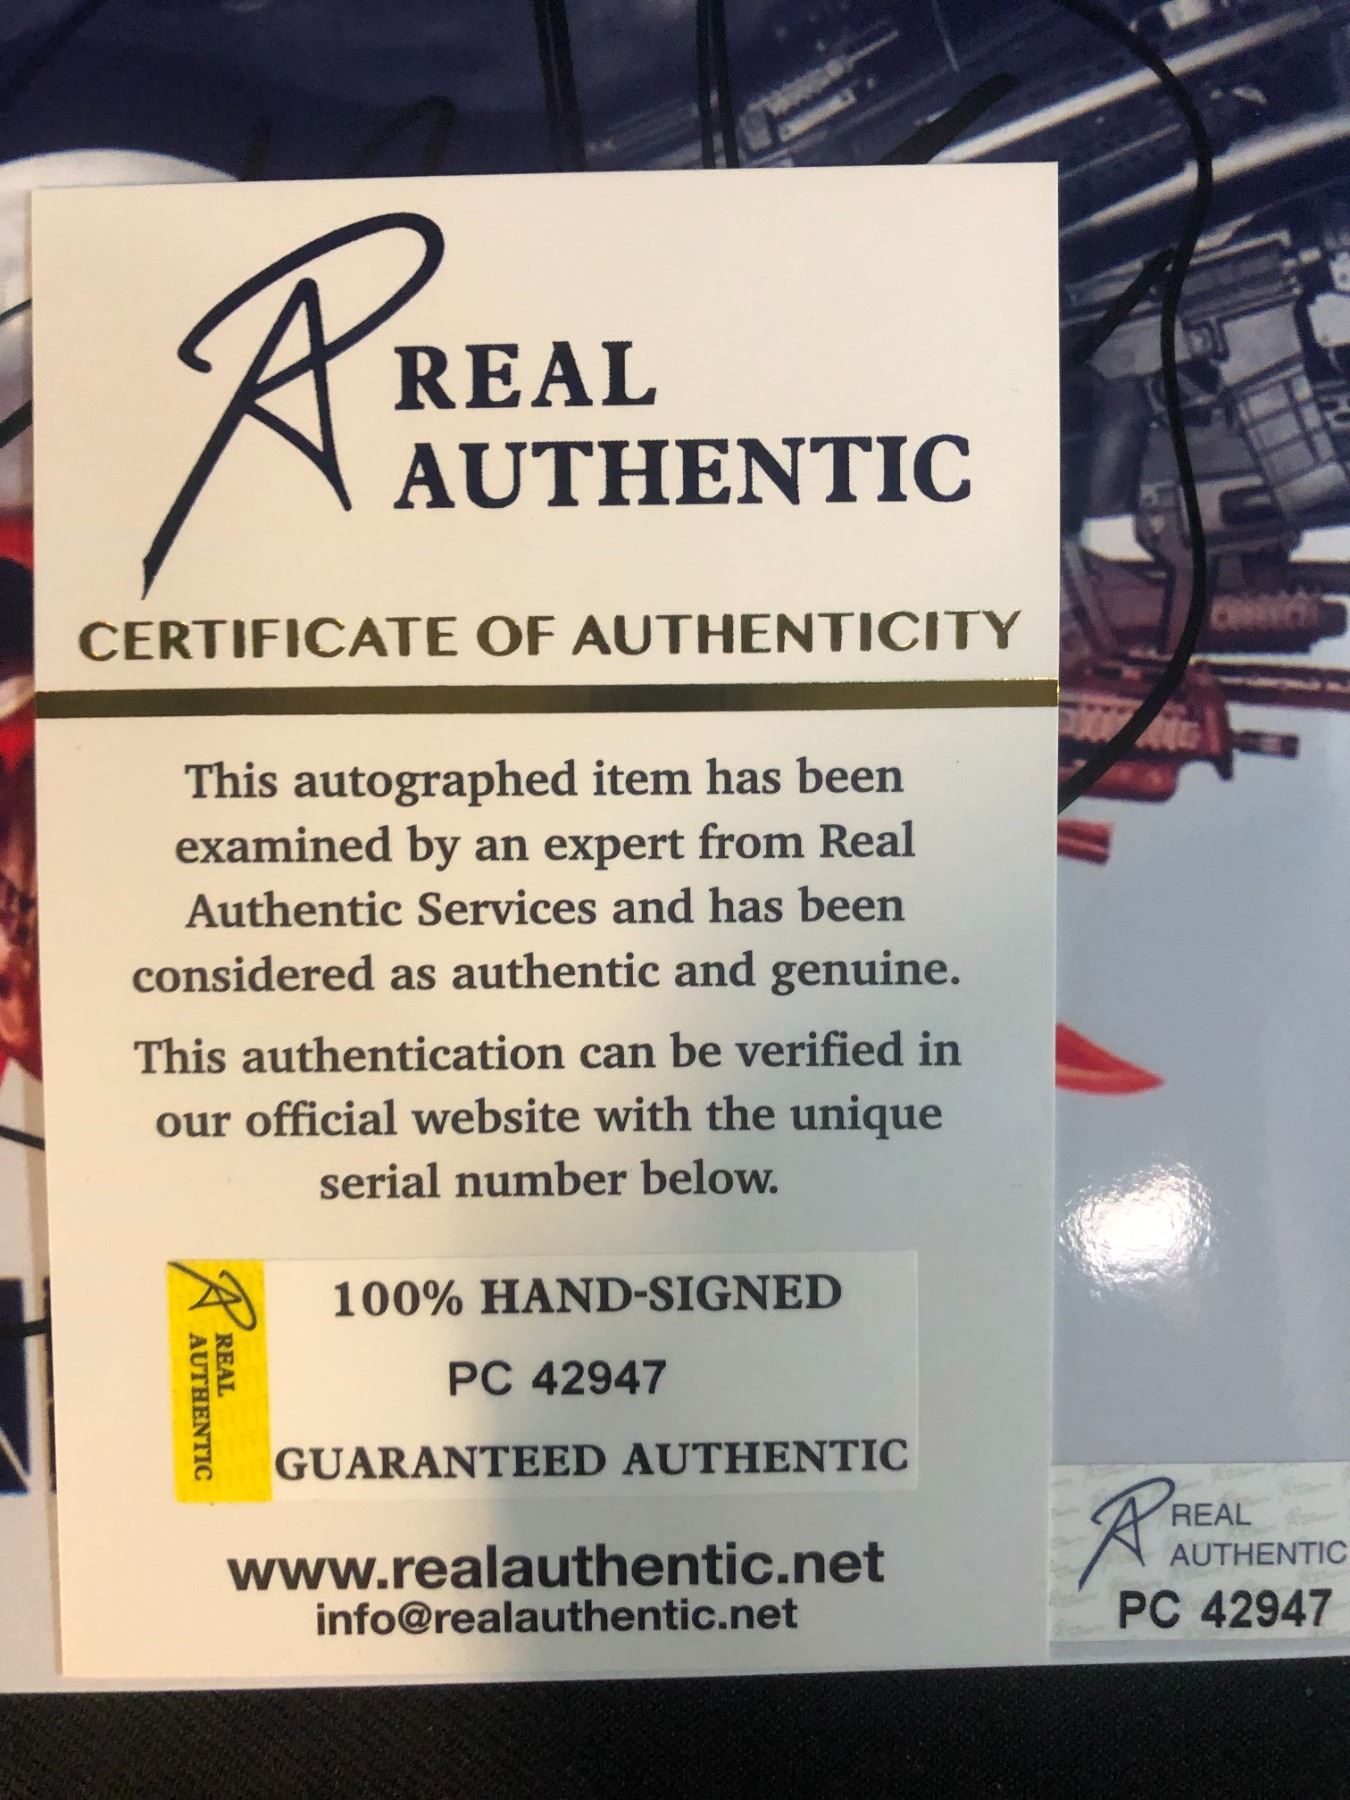 REAL
AUTHENTIC
CERTIFICATE OF AUTHENTICITY
This autographed item has been
examined by an expert from Real
Authentic Services and has been
considered as authentic and genuine.
This authentication can be verified in
our official website with the unique
serial number below.
REAL
AUTHENTIC
100% HAND-SIGNED
PC 42947
GUARANTEED AUTHENTIC
www.realauthentic.net
info@realauthentic.net
REAL
AUTHENTIC
PC 42947